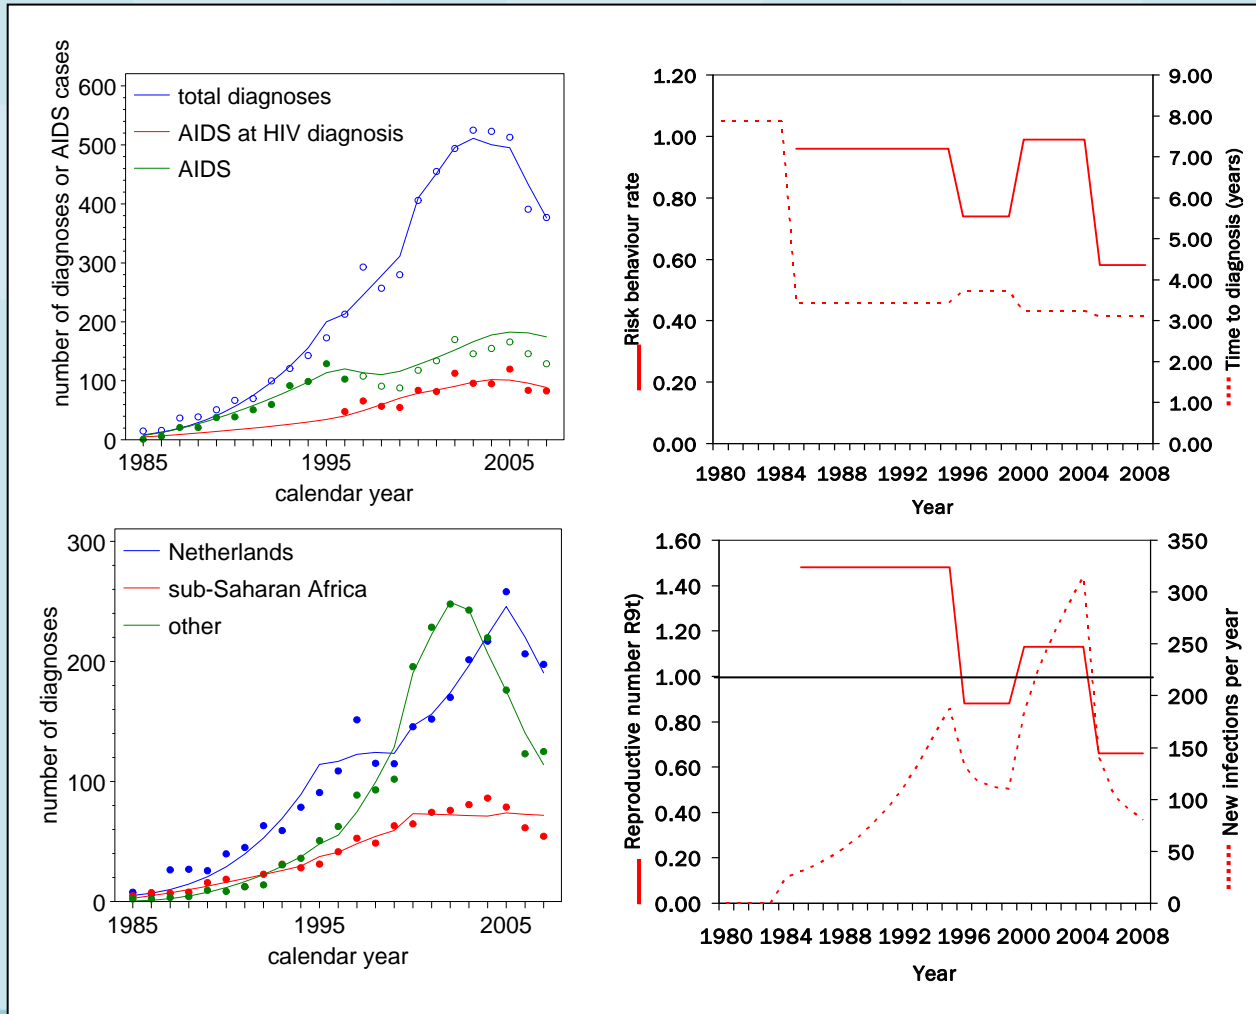 number of diagnoses or AIDS cases
600
500
400
300
200
100
0
total diagnoses
AIDS at HIV diagnosis
AIDS
1985
1995
2005
calendar year
Risk behaviour rate
1.20
1.00
0.80
0.60
0.40
0.20
0.00
9.00
8.00
7.00
6.00
5.00
4.00
3.00
2.00
1.00
0.00
Time to diagnosis (years)
1980 1984 1988 1992 1996 2000 2004 2008
Year
number of diagnoses
300
200
100
0
Netherlands
sub-Saharan Africa
other
1985
1995
2005
calendar year
Reproductive number R9t)
1.60
1.40
1.20
1.00
0.80
0.60
0.40
0.20
0.00
350
300
250
200
150
100
50
0
New infections per year
1980 1984 1988 1992 1996 2000 2004 2008
Year